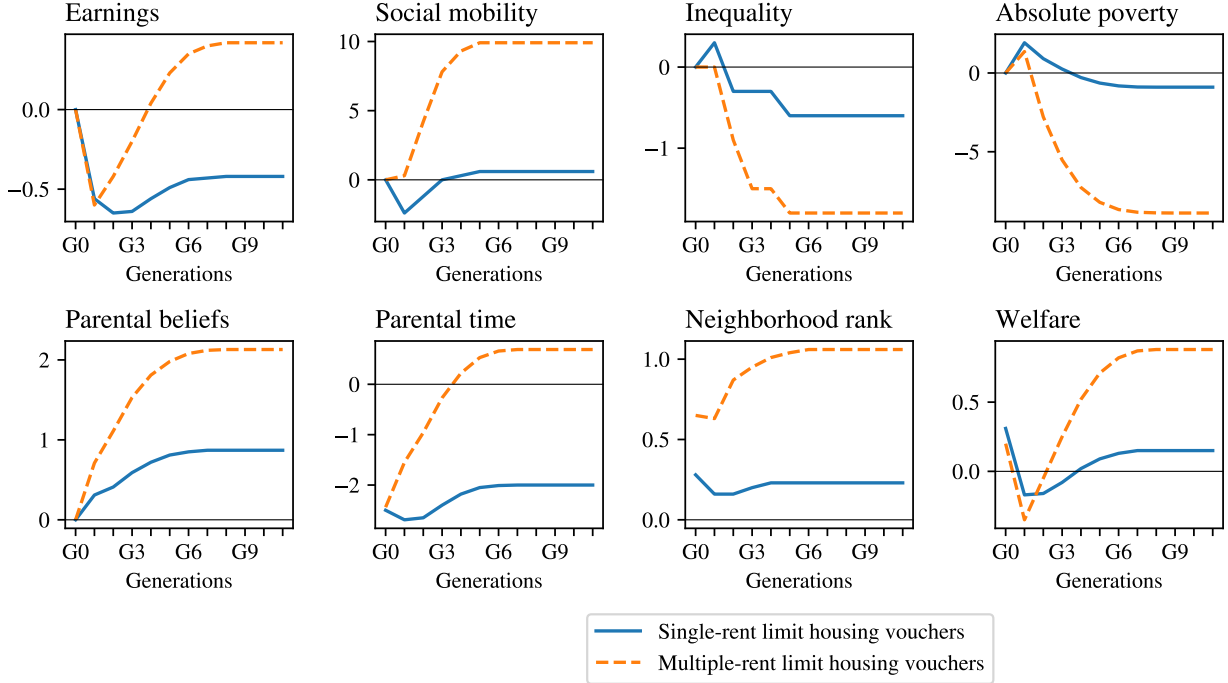 Earnings
Social mobility
Inequality
Absolute poverty
0.0
−0.5
10
5
0
0
−1
0
−5
G0 G3 G6 G9
G0 G3 G6 G9
G0 G3 G6 G9
G0 G3 G6 G9
Generations
Generations
Generations
Generations
Parental beliefs
Parental time
Neighborhood rank
Welfare
2
1
0
0
−1
−2
1.0
0.5
0.0
0.5
0.0
G0 G3 G6 G9
G0 G3 G6 G9
G0 G3 G6 G9
G0 G3 G6 G9
Generations
Generations
Generations
Generations
Single-rent limit housing vouchers
Multiple-rent limit housing vouchers